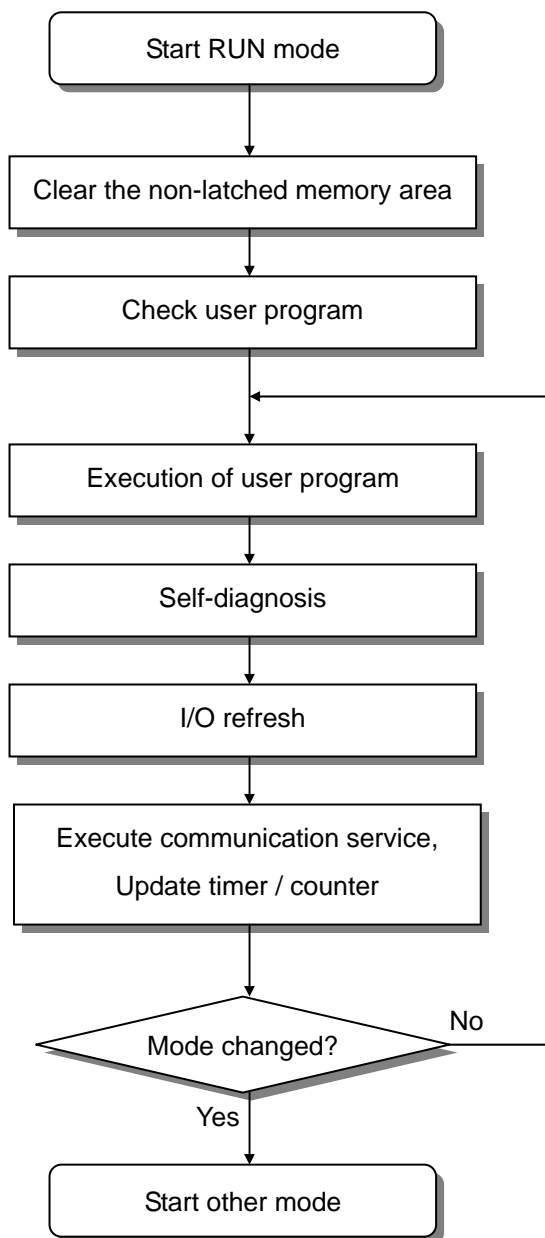 Start RUN mode
Clear the non-latched memory area
Check user program
Execution of user program
Self-diagnosis
I/O refresh
Execute communication service,
Update timer / counter
Mode changed?
No
Yes
Start other mode